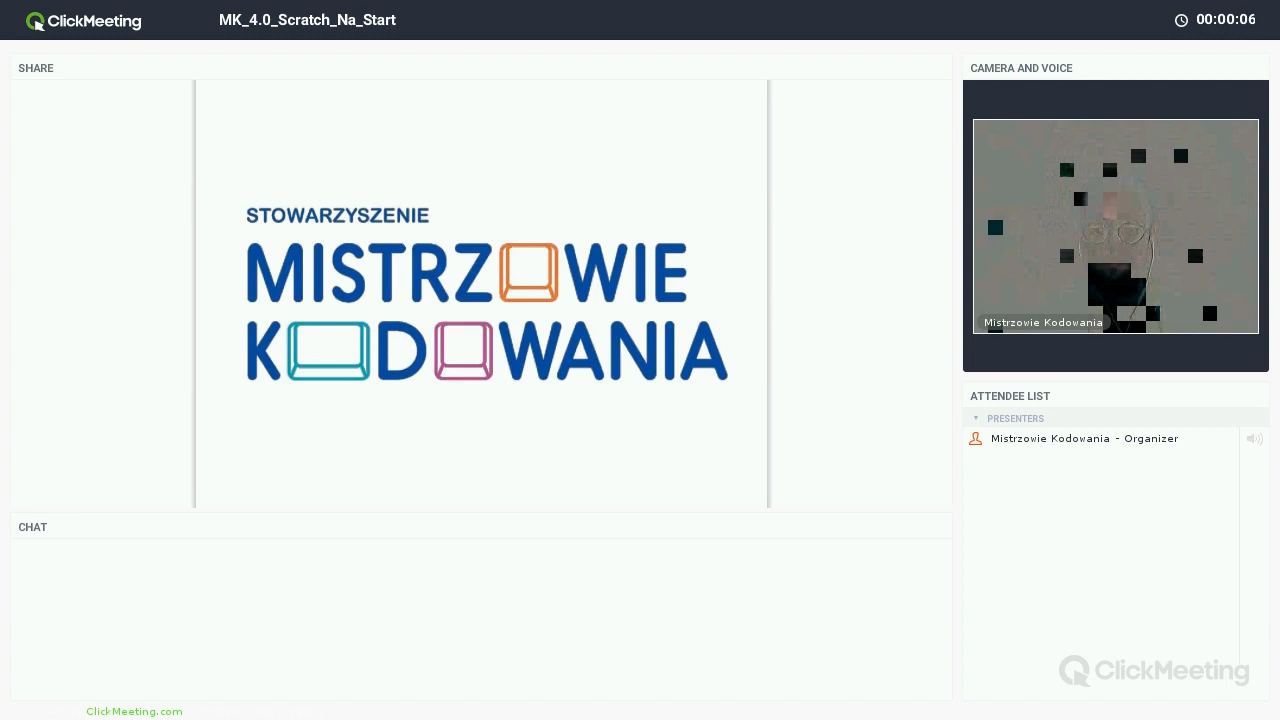 ClickMeeting
MK_4.0_Scratch_Na_Start
00:00:06
SHARE
STOWARZYSZENIE
MISTRZOWIE
KODOWANIA
CAMERA AND VOICE
Mistrzowie Kodowania
ATTENDEE LIST
PRESENTERS
Mistrzowie Kodowania - Organizer
CHAT
ClickMeeting
ClickMeeting.com